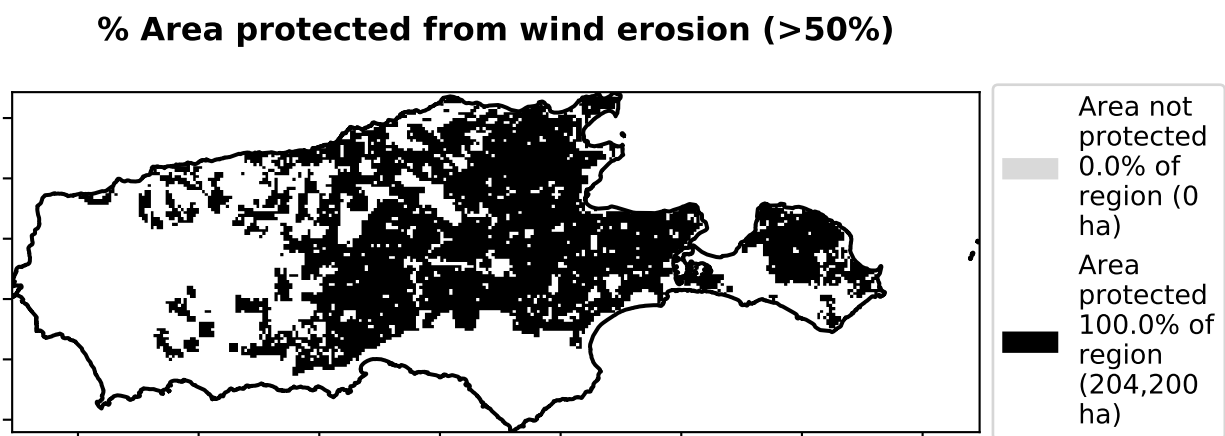 % Area protected from wind erosion (>50%)
Area not
protected
0.0% of
region (0
ha)
Area
protected
100.0% of
region
(204,200
ha)